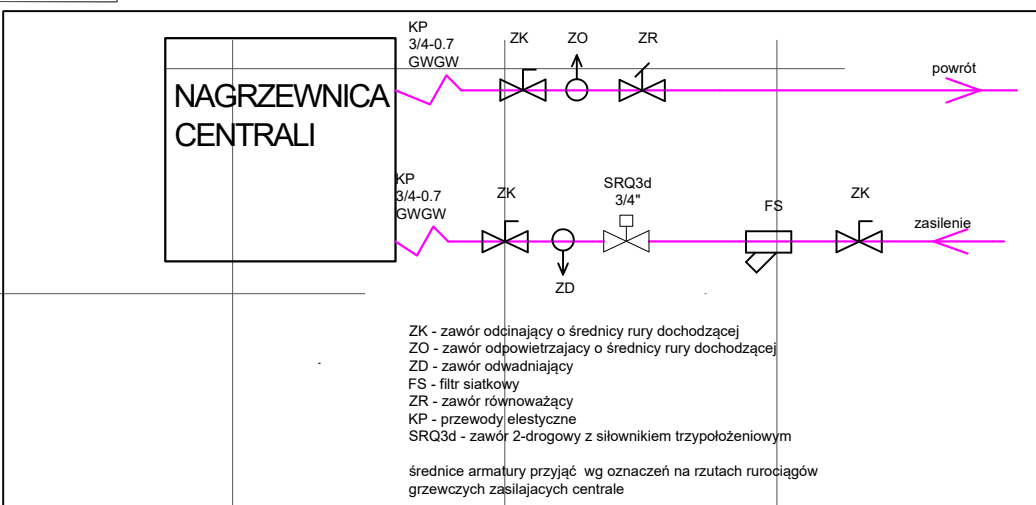 KP
3/4-0.7
GWGW
ZK
ZO
ZR
powrót
NAGRZEWNICA
CENTRALI
KP
3/4-0.7
GWGW
ZK
SRQ3d
3/4"
FS
ZK
zasilenie
ZD
ZK - zawór odcinający o średnicy rury dochodzącej
ZO - zawór odpowietrzajacy o średnicy rury dochodzącej
ZD - zawór odwadniający
FS - filtr siatkowy
ZR - zawór równoważący
KP - przewody elestyczne
SRQ3d - zawór 2-drogowy z siłownikiem trzypołożeniowym
średnice armatury przyjąć wg oznaczeń na rzutach rurociągów
grzewczych zasilajacych centrale